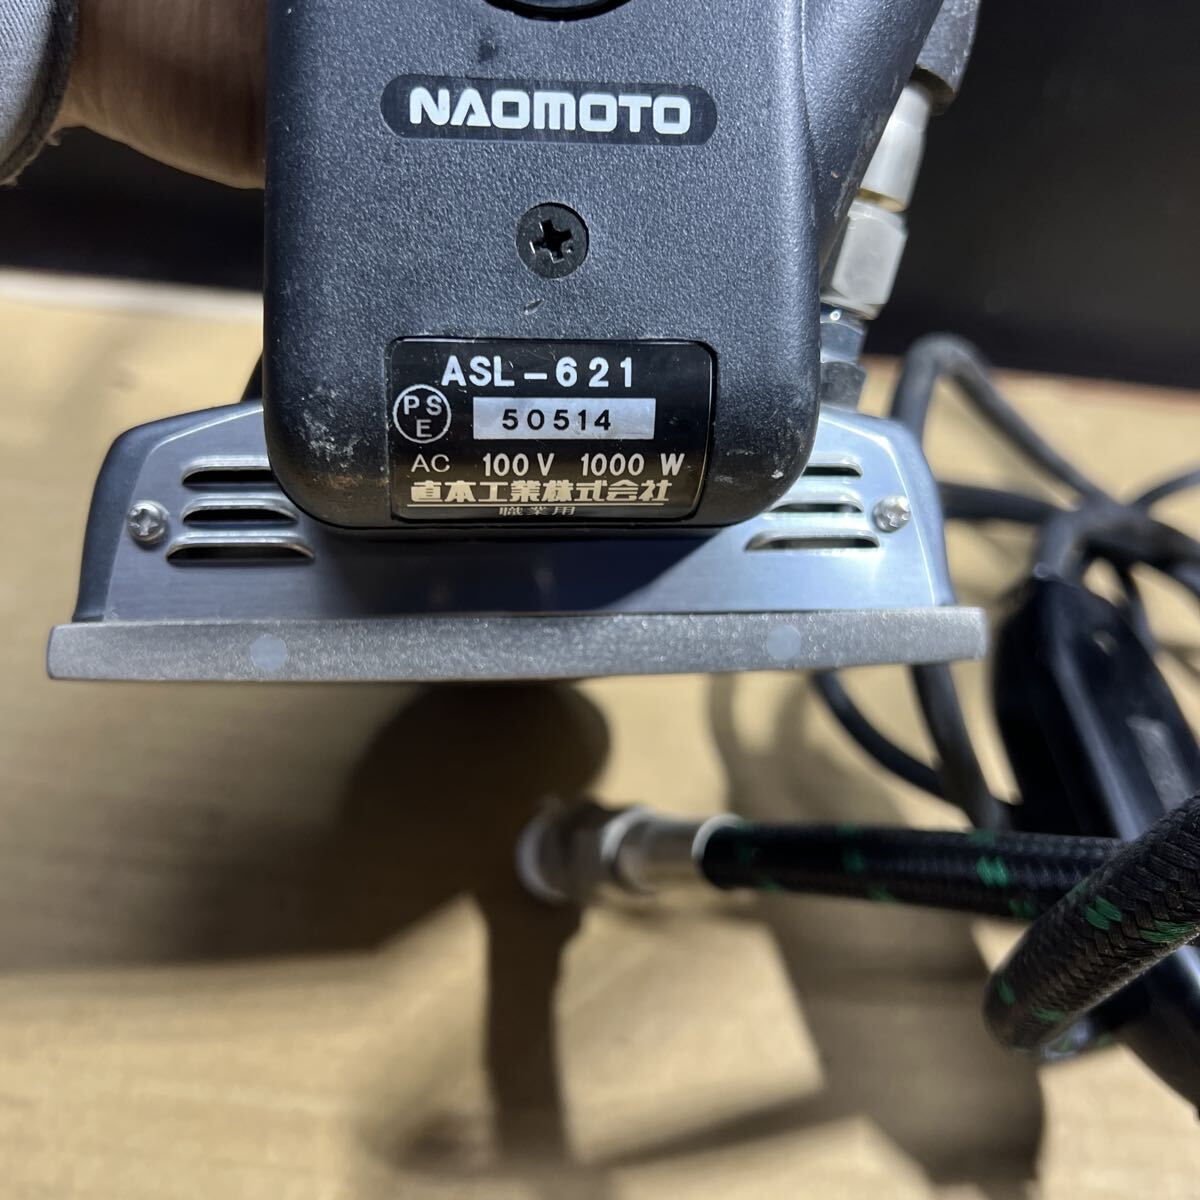 NAOMOTO
ASL-621
PSE
50514
AC 100V 1000W
直本工業株式会社
職業用